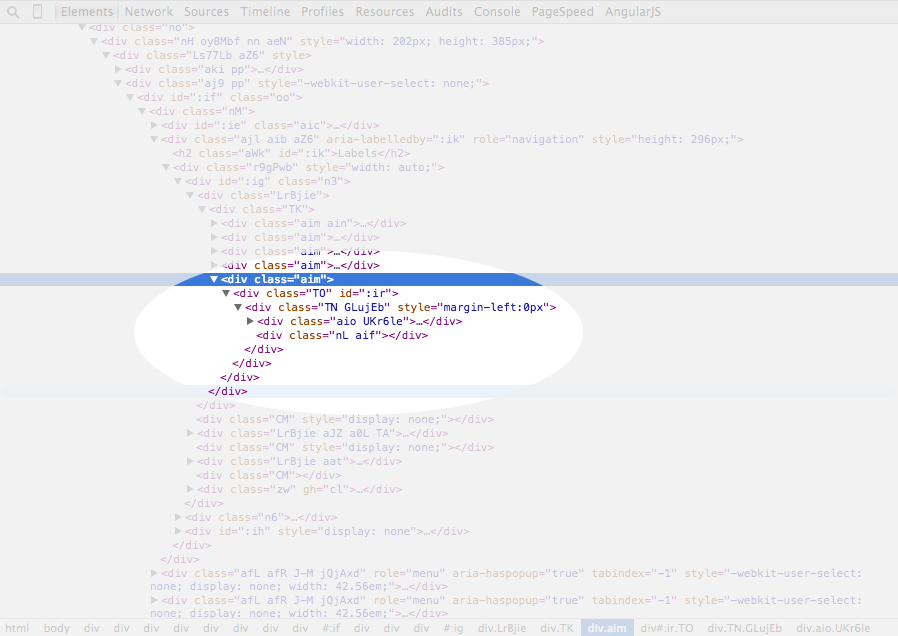 Elements Network Sources Timeline Profiles Resources Audits Console PageSpeed AngularJS
<div class="no">
<div class="nH oy8Mbf nn aeN" style="width: 202px; height: 385px;">
<div class="Ls77Lb aZ6" style>
<div class="aki pp">…</div>
<div class="aj9 pp" style="-webkit-user-select: none;">
<div id=":if" class="oo">
<div class="nM">
<div id=":ie" class="aic">…</div>
<div class="ajl aib aZ6" aria-labelledby=":ik" role="navigation" style="height: 296px;">
<h2 class="aWk" id=":ik">Labels</h2>
<div class="r9gPwb" style="width: auto;">
<div id=":ig" class="n3">
<div class="LrBjie">
<div class="TK">
<div class="aim ain">…</div>
<div class="aim">…</div>
<div class="aim">…</div>
<div class="aim">…</div>
<div class="aim">
<div class="TO" id=":ir">
<div class="TN GLujEb" style="margin-left:0px">
<div class="aio UKr6le">…</div>
<div class="nL aif"></div>
</div>
</div>
</div>
</div>
</div>
<div class="CM" style="display: none;"></div>
<div class="LrBjie aJZ a0L TA">…</div>
<div class="CM" style="display: none;"></div>
<div class="LrBjie aat">…</div>
<div class="CM"></div>
<div class="zw" gh="cl">…</div>
</div>
<div class="n6">…</div>
<div id=":ih" style="display: none">…</div>
</div>
</div>
<div class="afL afR J-M jQjAxd" role="menu" aria-haspopup="true" tabindex="-1" style="-webkit-user-select:
none; display: none; width: 42.56em;">…</div>
<div class="afL afR J-M jQjAxd" role="menu" aria-haspopup="true" tabindex="-1" style="-webkit-user-select:
none; display: none; width: 42.56em;">…</div>
html body div div div div div div div div #:if div div div #:ig div.LrBjie div.TK div.aim div#:ir.TO div.TN.GLujEb div.aio.UKr6le